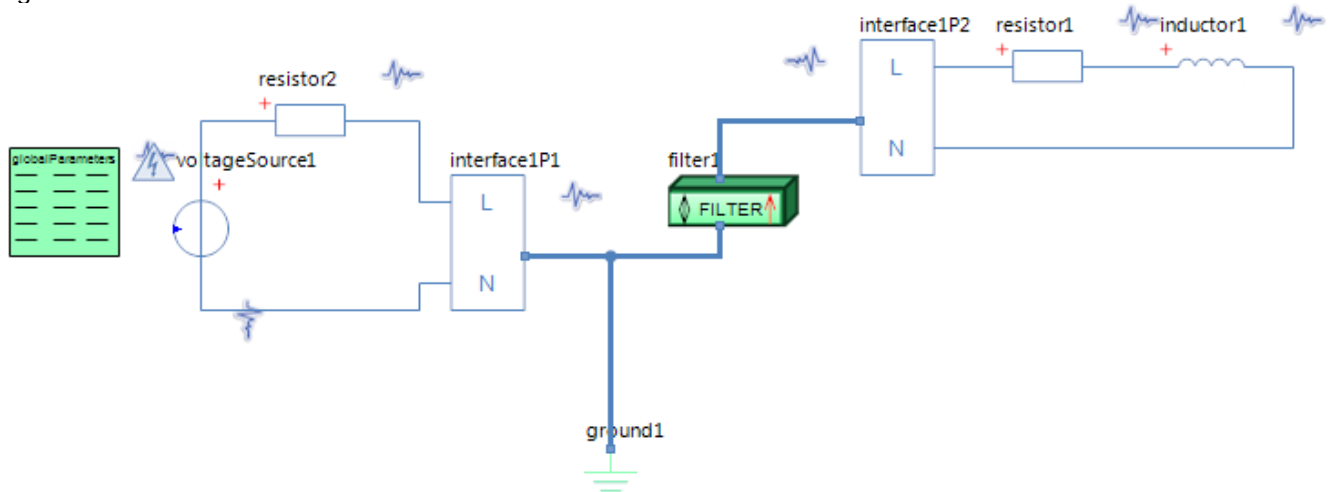 interface1P2
resistor1
inductor1
L
N
resistor2
globalParameters
voltageSource1
interface1P1
L
N
filter1
FILTER
ground1